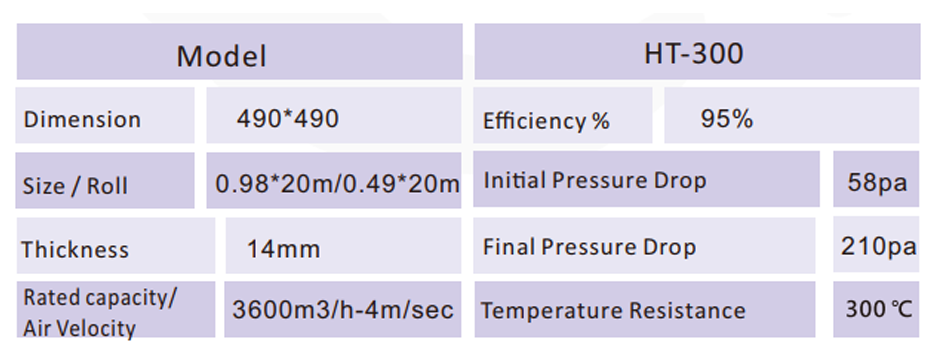 Model HT-300
Dimension 490*490 Efficiency % 95%
Size / Roll 0.98*20m/0.49*20m Initial Pressure Drop 58pa
Thickness 14mm Final Pressure Drop 210pa
Rated capacity/
Air Velocity 3600m3/h-4m/sec Temperature Resistance 300 ℃